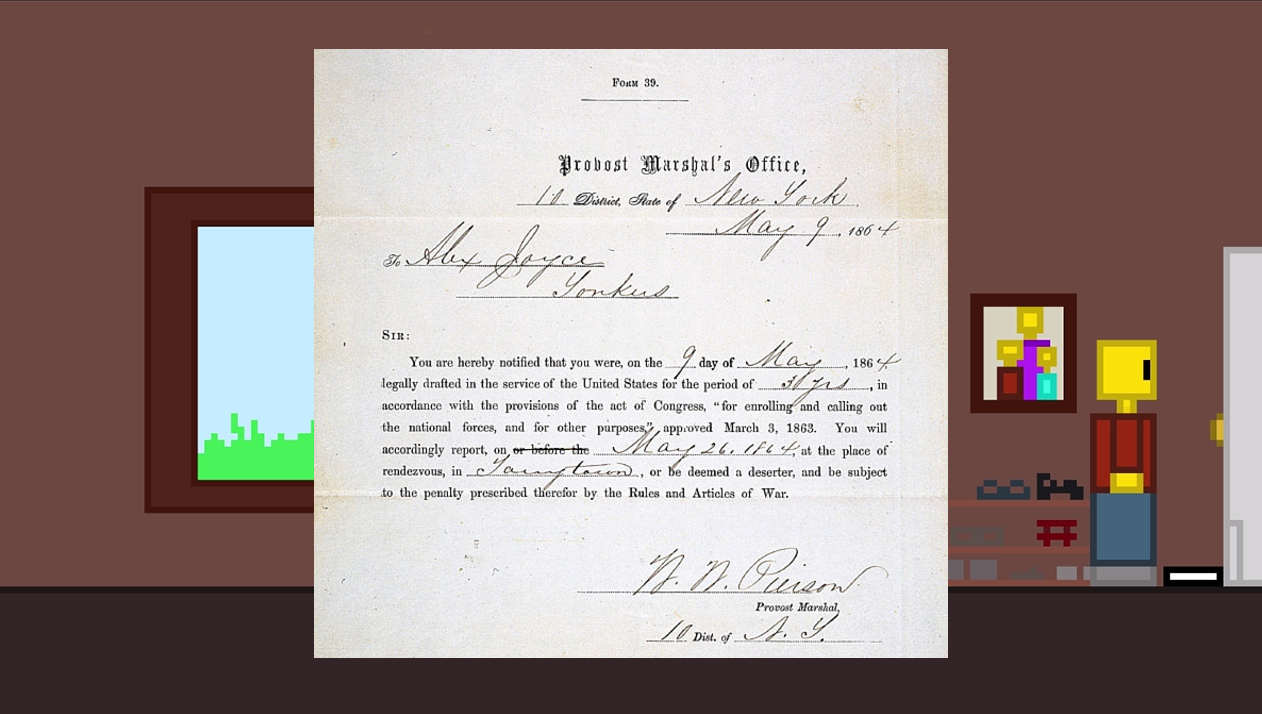 FORM 39.
Provost Marshal's Office,
10 District, State of New York
May 9, 1864
To Alex Joyce
Yonkers
SIR:
You are hereby notified that you were, on the 9 day of May, 1864
legally drafted in the service of the United States for the period of yrs, in
accordance with the provisions of the act of Congress, "for enrolling and calling out
the national forces, and for other purposes," approved March 3, 1863. You will
accordingly report, on or before the May 26, 1864, at the place of
rendezvous, in Tarrytown, or be deemed a deserter, and be subject
to the penalty prescribed therefor by the Rules and Articles of War.
Pierson
Provost Marshal,
10 Dist. of N. Y.